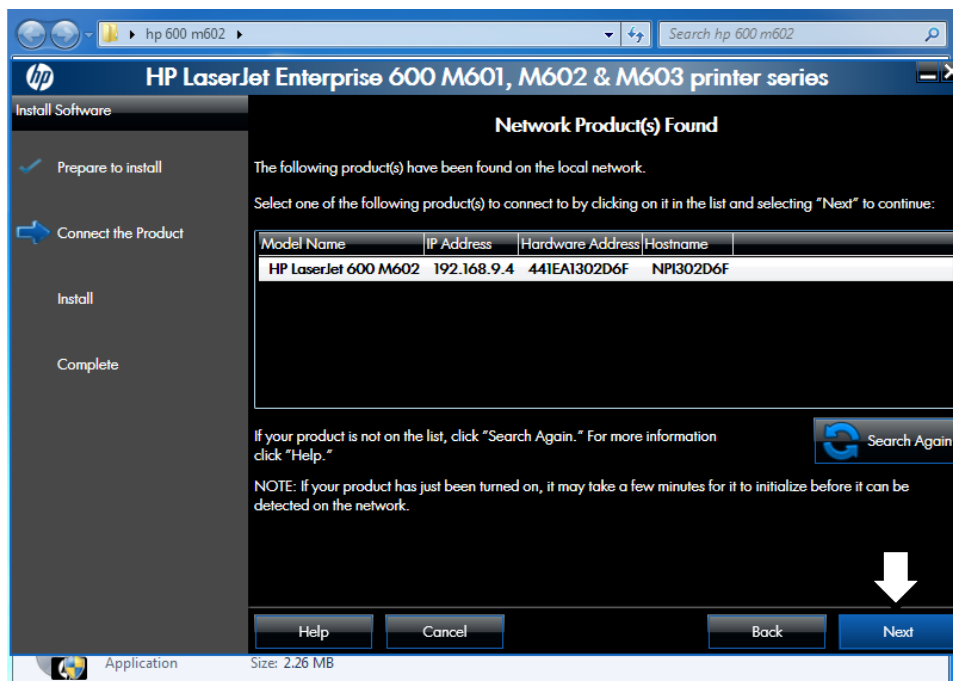 hp 600 m602
Search hp 600 m602
hp
HP LaserJet Enterprise 600 M601, M602 & M603 printer series
Install Software
Prepare to install
Connect the Product
Install
Complete
Network Product(s) Found
The following product(s) have been found on the local network.
Select one of the following product(s) to connect to by clicking on it in the list and selecting "Next" to continue:
Model Name IP Address Hardware Address Hostname
HP LaserJet 600 M602 192.168.9.4 441EA1302D6F NPI302D6F
If your product is not on the list, click "Search Again." For more information
click "Help."
Search Again
NOTE: If your product has just been turned on, it may take a few minutes for it to initialize before it can be
detected on the network.
Help Cancel Back Next
Application Size: 2.26 MB